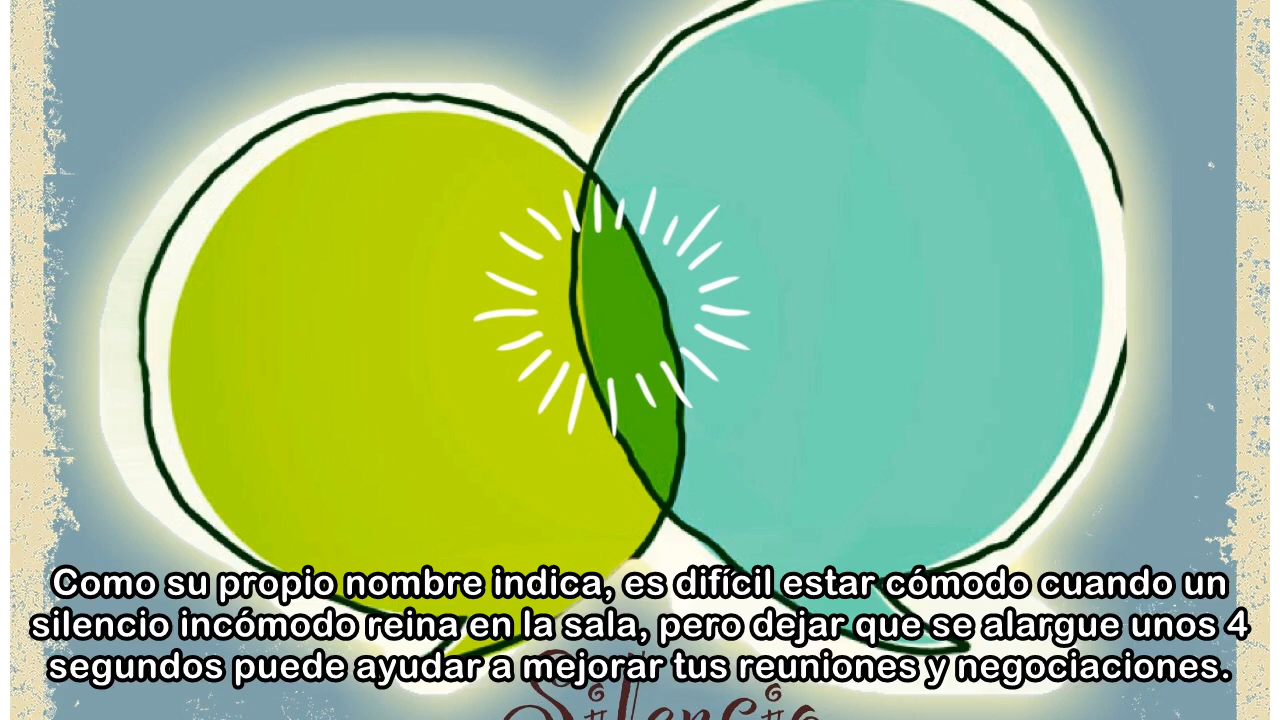 Como su propio nombre indica, es difícil estar cómodo cuando un
silencio incómodo reina en la sala, pero dejar que se alargue unos 4
segundos puede ayudar a mejorar tus reuniones y negociaciones.
Silencio